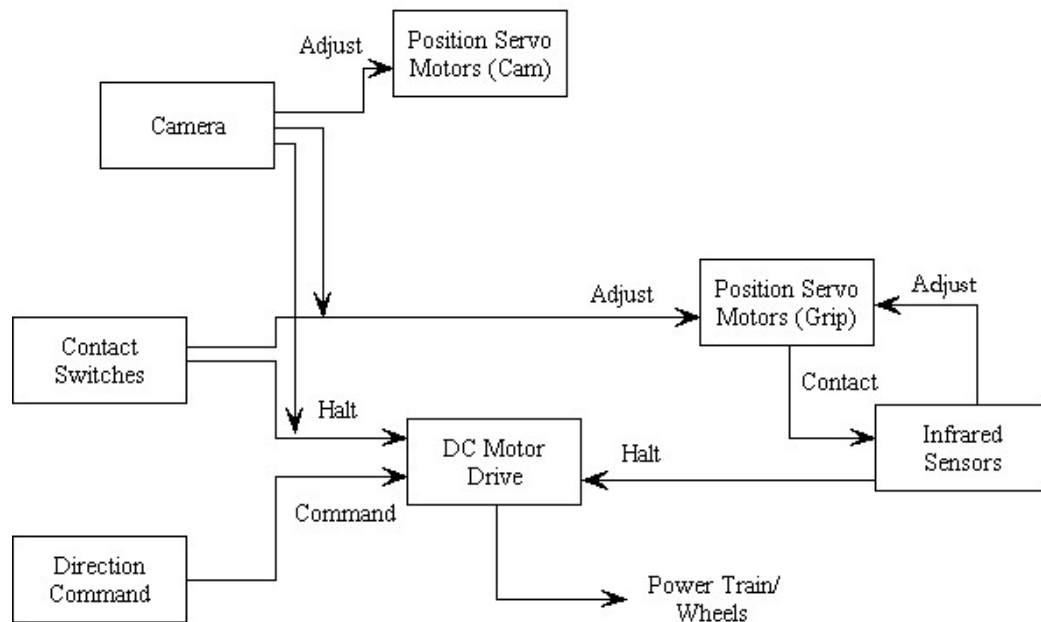 Adjust
Position Servo
Motors (Cam)
Camera
Adjust
Position Servo
Motors (Grip)
Adjust
Contact
Switches
Contact
Halt
DC Motor
Drive
Halt
Infrared
Sensors
Command
Direction
Command
Power Train/
Wheels